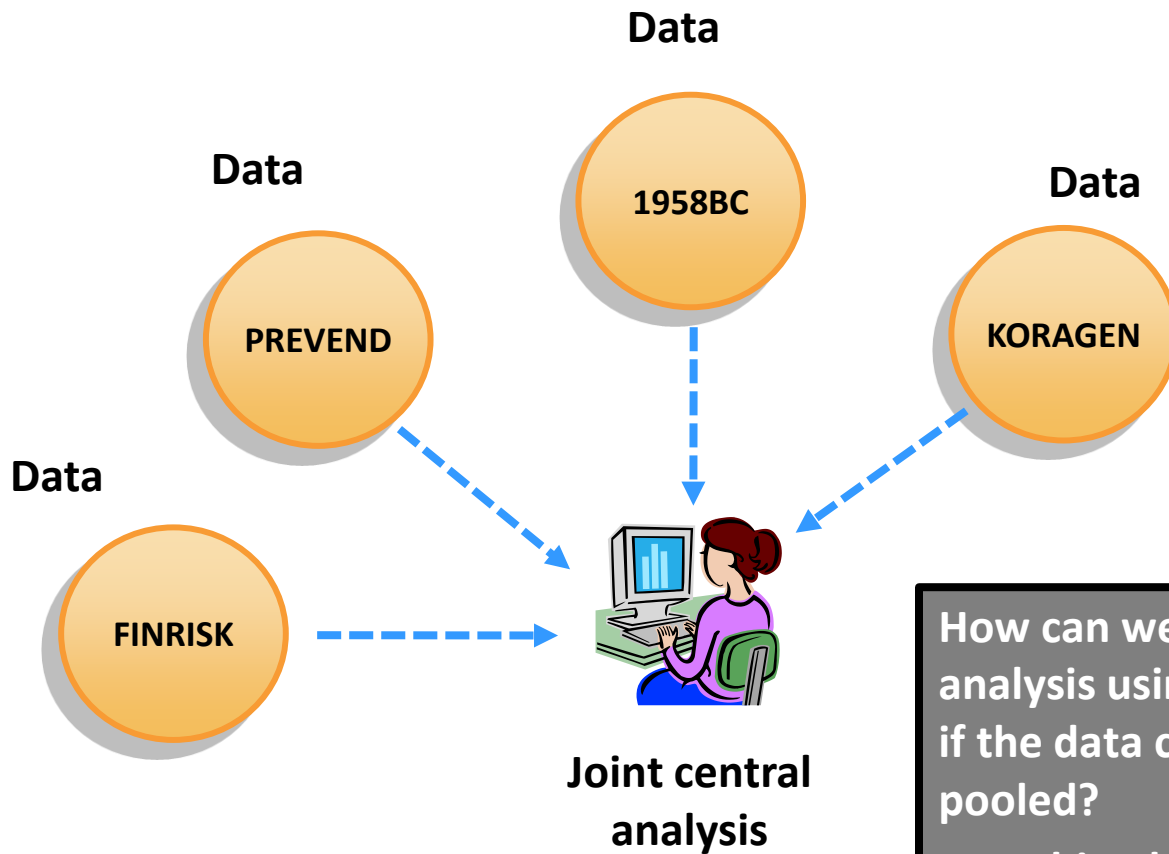 Data
Data
1958BC
Data
PREVEND
KORAGEN
Data
FINRISK
Joint central
analysis
How can we
analysis
if the data
pooled?